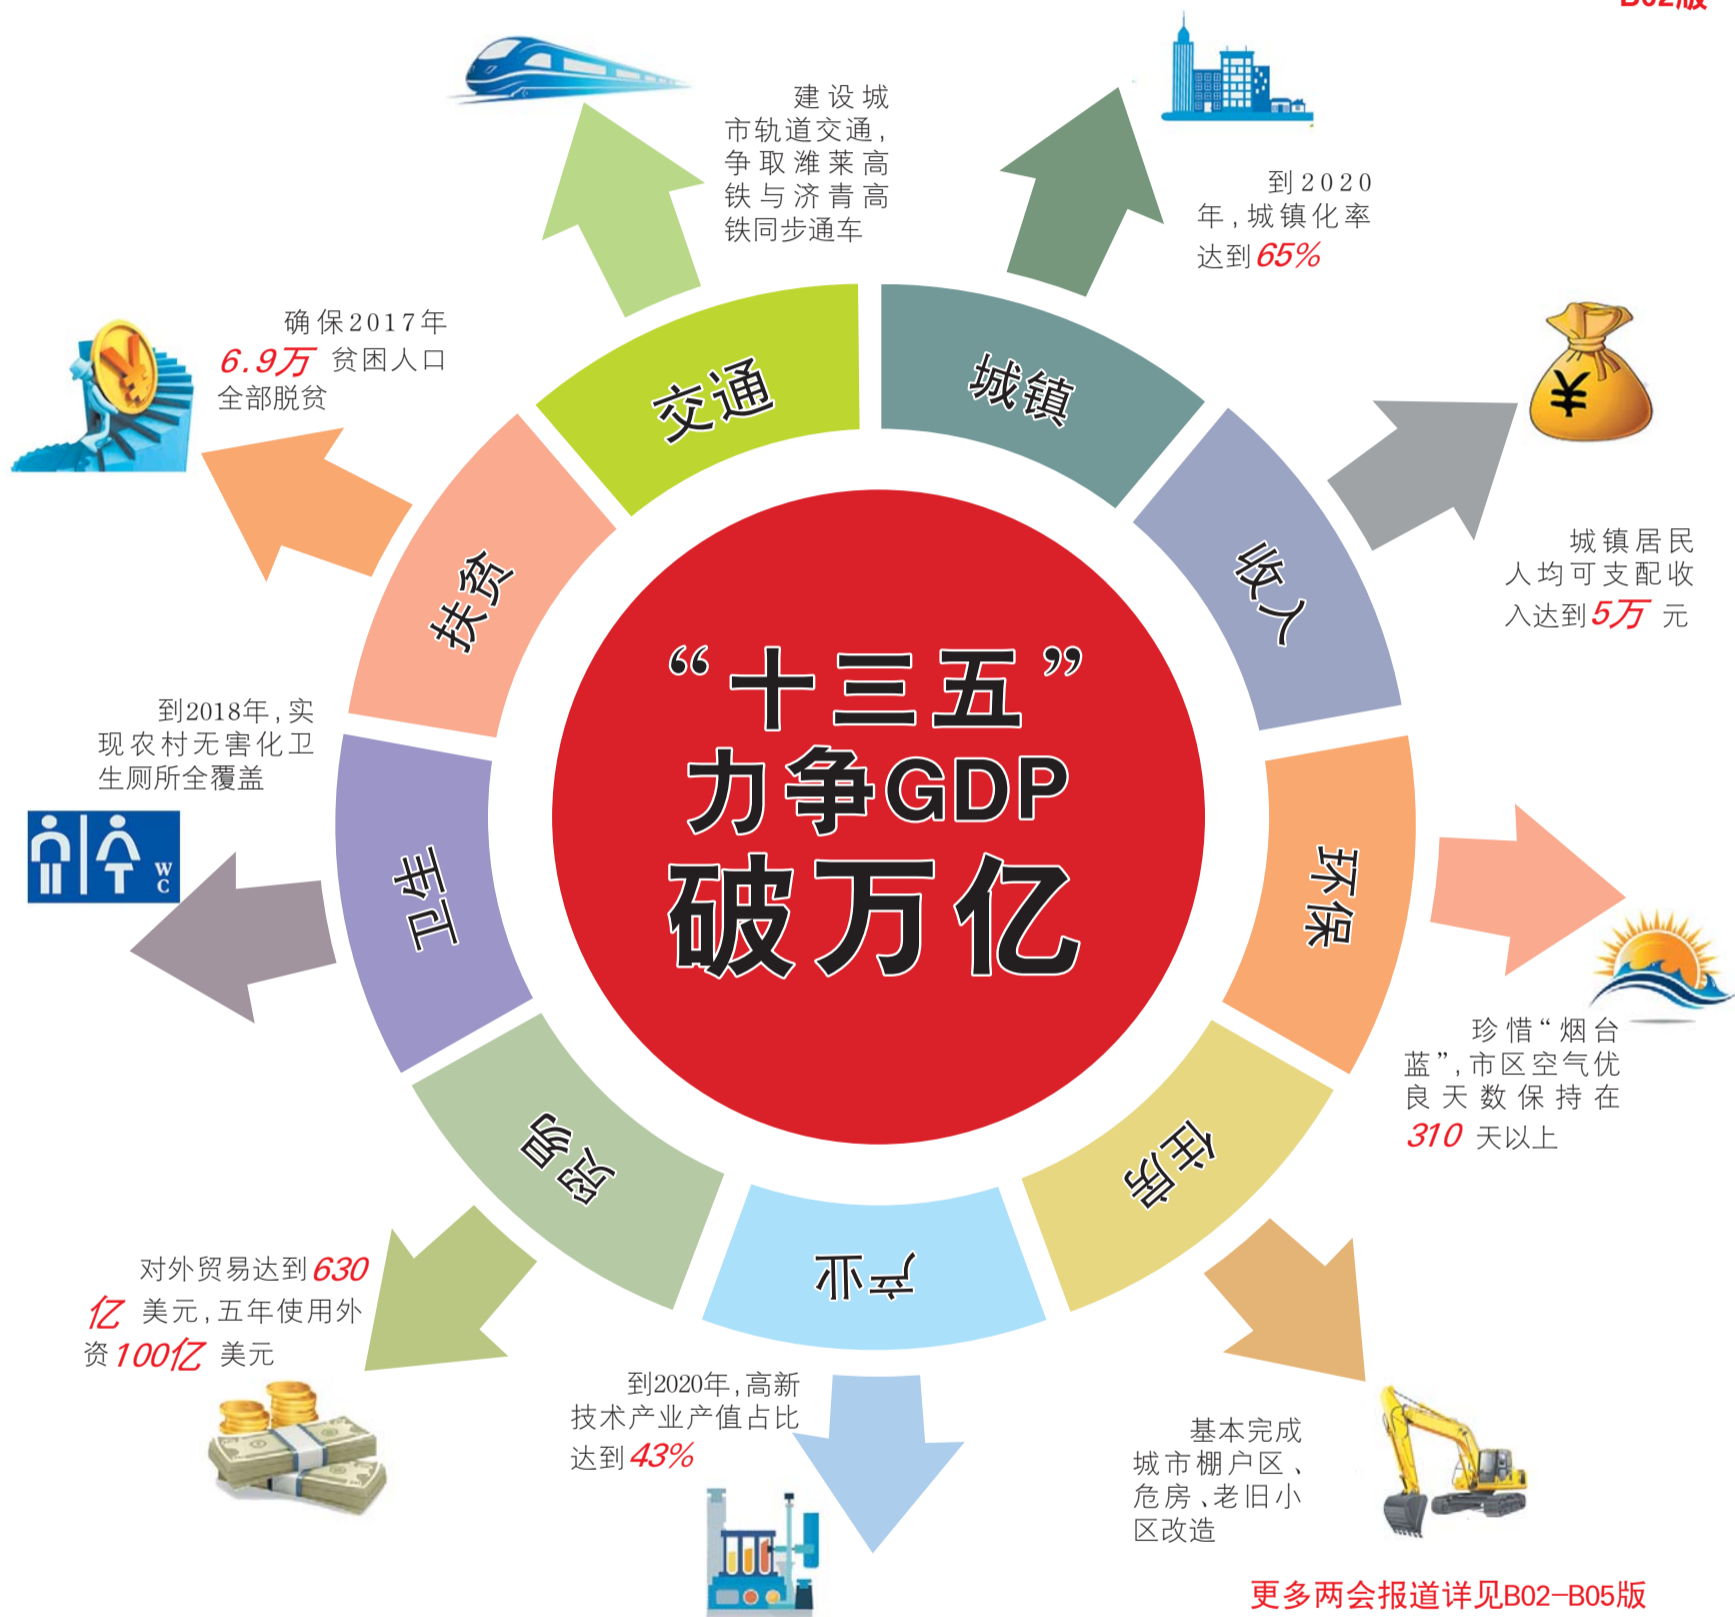 B02版
建设城
市轨道交通，
争取潍莱高
铁与济青高
铁同步通车
到2020
年，城镇化率
达到65%
确保2017年
6.9万 贫困人口
全部脱贫
交通
城镇
扶贫
收入
城镇居民
人均可支配收
入达到5万 元
“十三五”
力争GDP
破万亿
到2018年，实
现农村无害化卫
生厕所全覆盖
W
C
卫生
环保
珍惜“烟台
蓝”，市区空气优
良天数保持在
310 天以上
贸易
住房
产业
对外贸易达到630
亿 美元，五年使用外
资100亿 美元
到2020年，高新
技术产业产值占比
达到43%
基本完成
城市棚户区、
危房、老旧小
区改造
更多两会报道详见B02-B05版